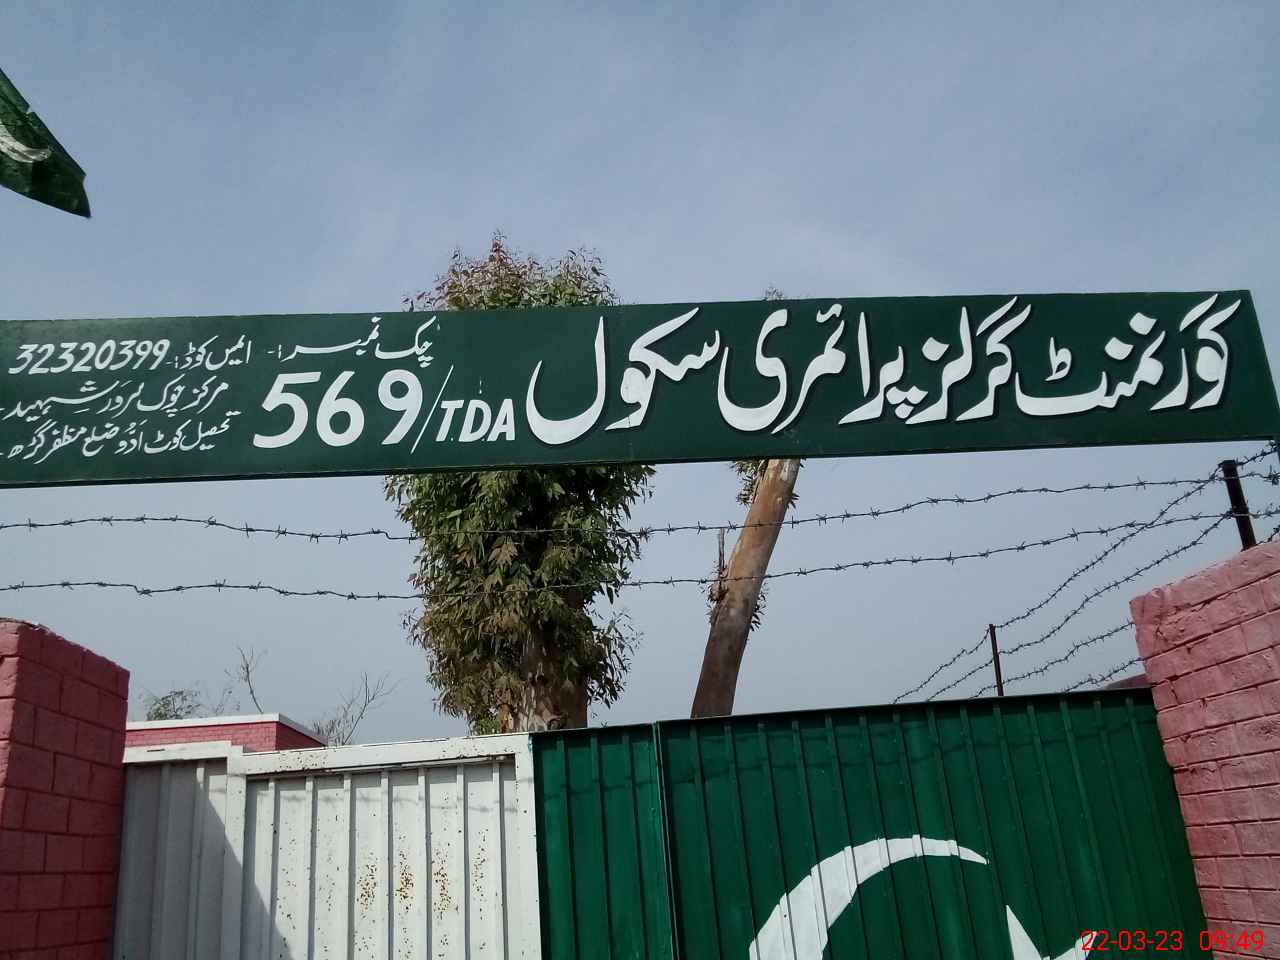 گورنمنٹ گرلز پرائمری سکول
چک نمبر:-
569/T.D.A
ایمس کوڈ:- 32320399
مرکز چوک سرور شہید
تحصیل کوٹ ادّو ضلع مظفر گڑھ
22-03-23 09:49